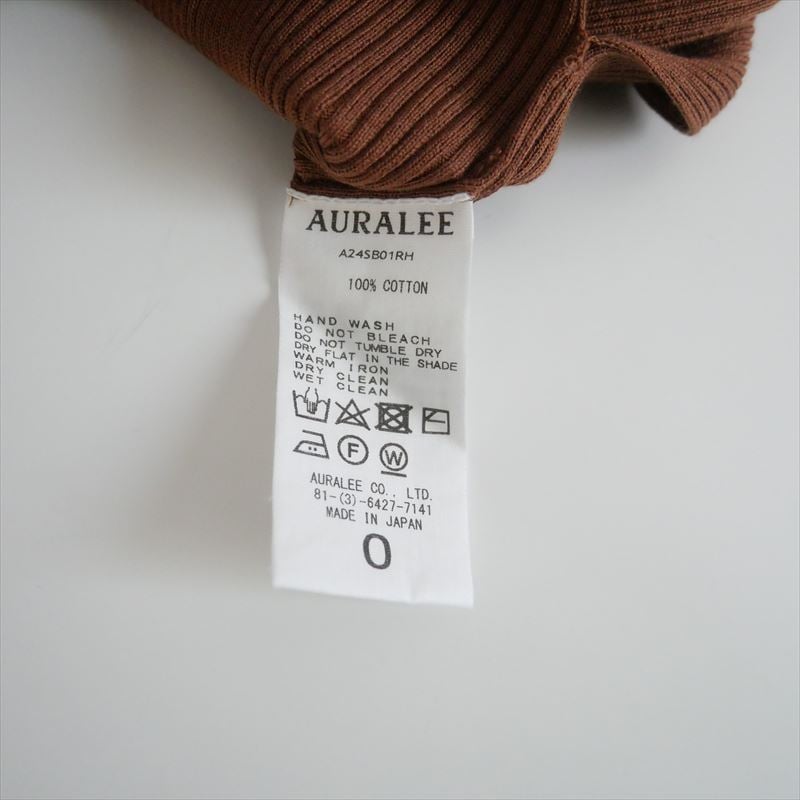 AURALEE
A24SB01RH
100% COTTON
HAND WASH
DO NOT BLEACH
DO NOT TUMBLE DRY
DRY FLAT IN THE SHADE
WARM IRON
DRY CLEAN
WET CLEAN
F W
AURALEE CO., LTD.
81-(3)-6427-7141
MADE IN JAPAN
0